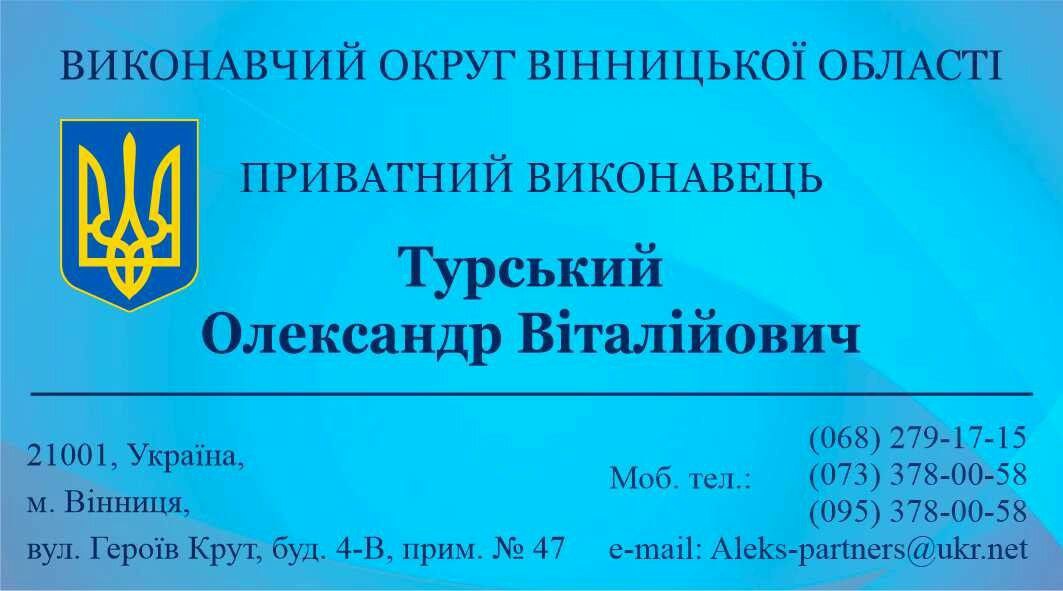 ВИКОНАВЧИЙ ОКРУГ ВІННИЦЬКОЇ ОБЛАСТІ
ПРИВАТНИЙ ВИКОНАВЕЦЬ
Турський
Олександр Віталійович
21001, Україна,
м. Вінниця,
вул. Героїв Крут, буд. 4-В, прим. № 47
Моб. тел.:
(068) 279-17-15
(073) 378-00-58
(095) 378-00-58
e-mail: Aleks-partners@ukr.net